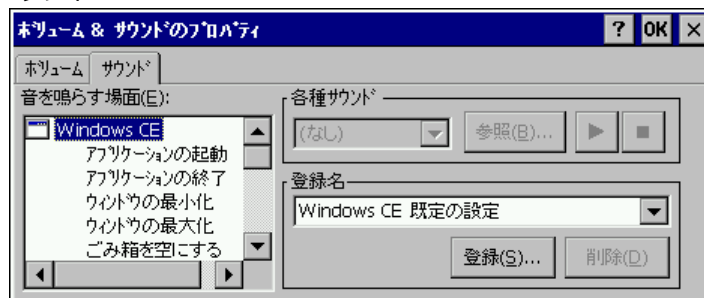 ﾎﾞﾘｭｰﾑ & ｻｳﾝﾄﾞのﾌﾟﾛﾊﾟﾃｨ ? OK ×
ﾎﾞﾘｭｰﾑ ｻｳﾝﾄﾞ
音を鳴らす場面(E):
Windows CE
ｱﾌﾟﾘｹｰｼｮﾝの起動
ｱﾌﾟﾘｹｰｼｮﾝの終了
ｳｨﾝﾄﾞｳの最小化
ｳｨﾝﾄﾞｳの最大化
ごみ箱を空にする
各種ｻｳﾝﾄﾞ
(なし) 参照(B)...
登録名
Windows CE 既定の設定
登録(S)... 削除(D)